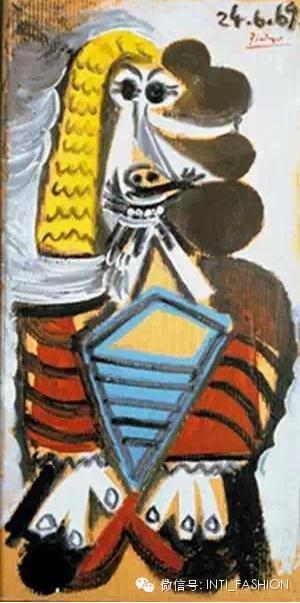 24.6.69
Picasso
微信号: INTI_FASHION